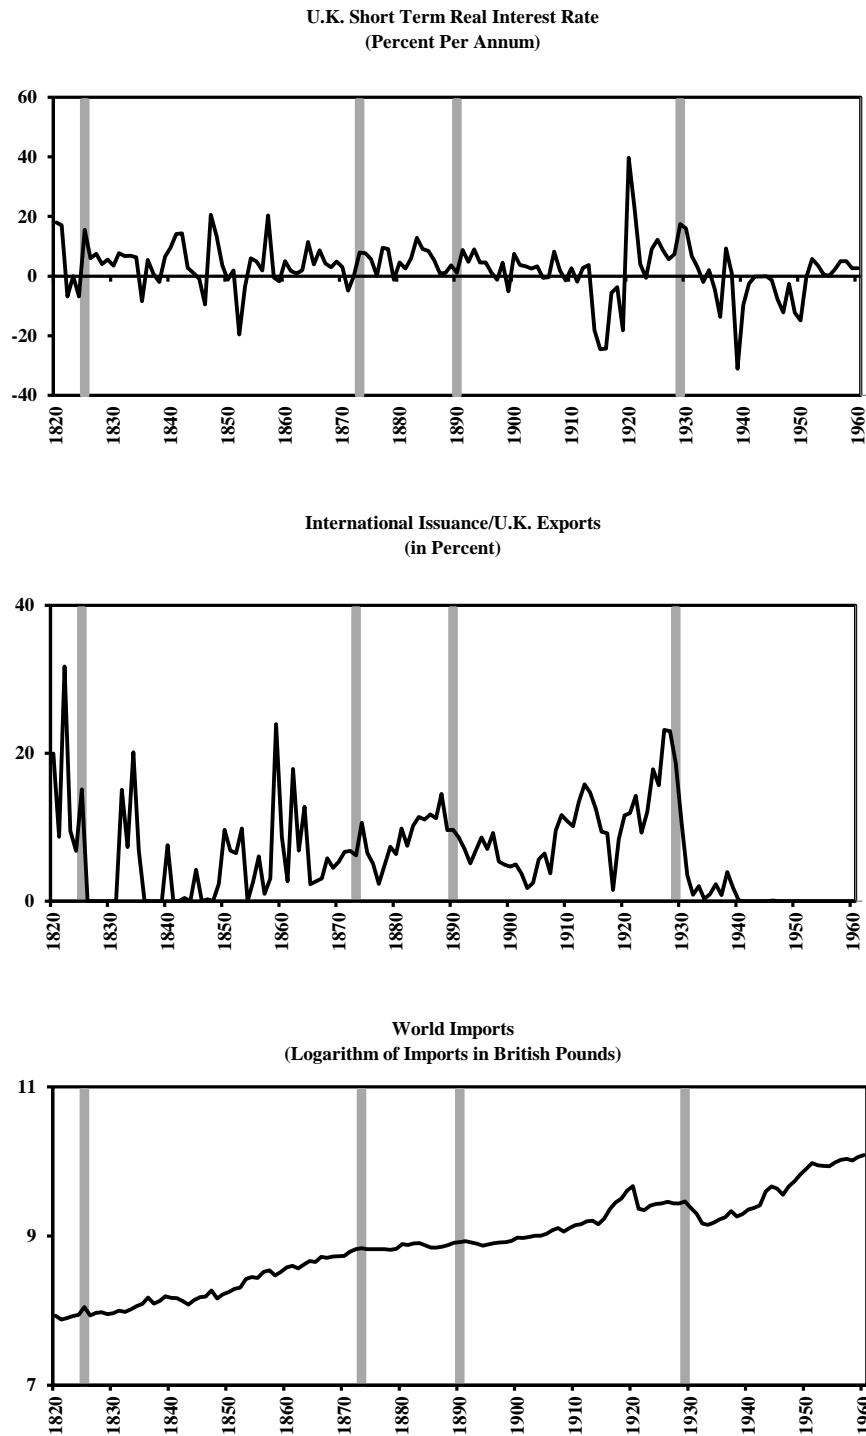 U.K. Short Term Real Interest Rate
(Percent Per Annum)
60
40
20
0
-20
-40
1820 1830 1840 1850 1860 1870 1880 1890 1900 1910 1920 1930 1940 1950 1960
International Issuance/U.K. Exports
(in Percent)
40
20
0
1820 1830 1840 1850 1860 1870 1880 1890 1900 1910 1920 1930 1940 1950 1960
World Imports
(Logarithm of Imports in British Pounds)
11
9
7
1820 1830 1840 1850 1860 1870 1880 1890 1900 1910 1920 1930 1940 1950 1960